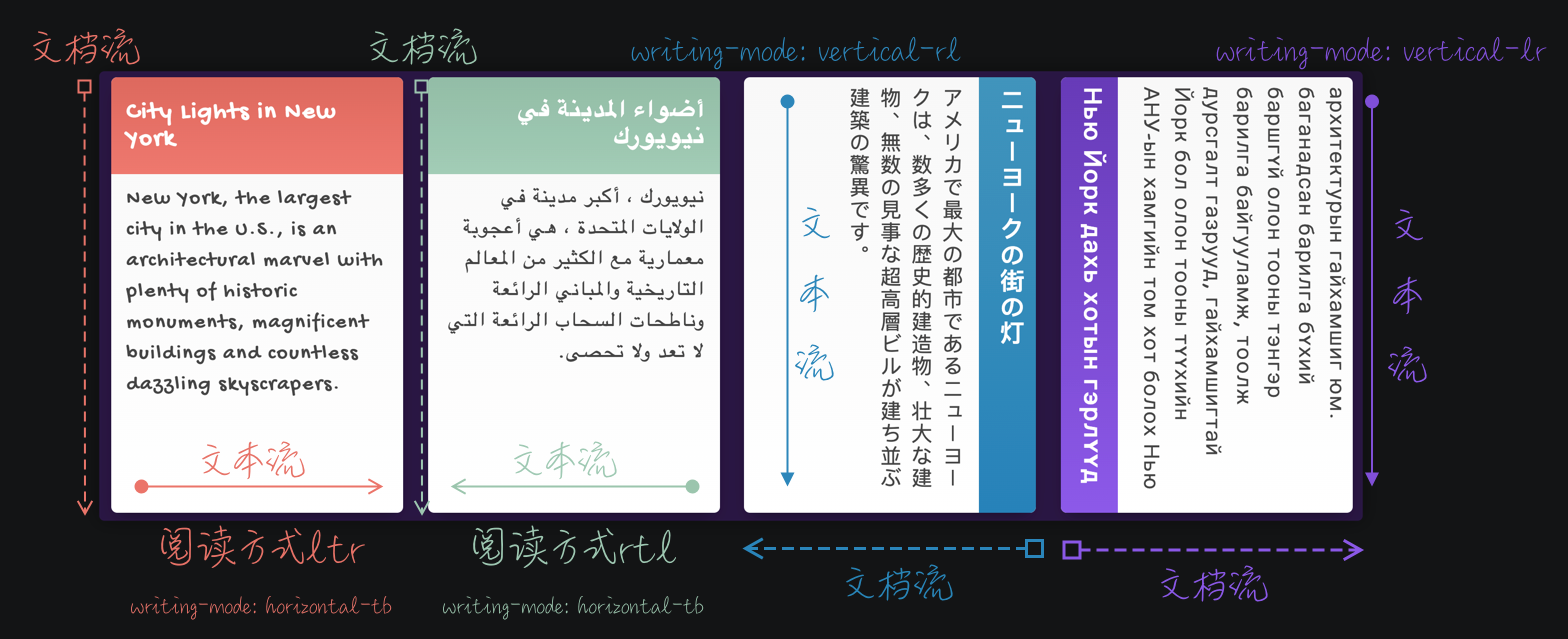 文档流
文档流
writing-mode: vertical-rl
writing-mode: vertical-lr
City Lights in New
York
New York, the largest
city in the U.S., is an
architectural marvel with
plenty of historic
monuments, magnificent
buildings and countless
dazzling skyscrapers.
文本流
阅读方式ltr
writing-mode: horizontal-tb
أضواء المدينة في
نيويورك
نيويورك ، أكبر مدينة في
الولايات المتحدة ، هي أعجوبة
معمارية مع الكثير من المعالم
التاريخية والمباني الرائعة
وناطحات السحاب الرائعة التي
لا تعد ولا تحصى.
文本流
阅读方式rtl
writing-mode: horizontal-tb
ニューヨークの街の灯
アメリカで最大の都市であるニューヨー
クは、数多くの歴史的建造物、壮大な建
物、無数の見事な超高層ビルが建ち並ぶ
建築の驚異です。
文本流
文档流
Нью Йорк дахь хотын гэрлүүд
АНУ-ын хамгийн том хот болох Нью
Йорк бол олон тооны түүхийн
дурсгалт газрууд, гайхамшигтай
барилга байгууламж, тоолж
баршгүй олон тооны тэнгэр
баганадсан барилга бүхий
архитектурын гайхамшиг юм.
文本流
文档流